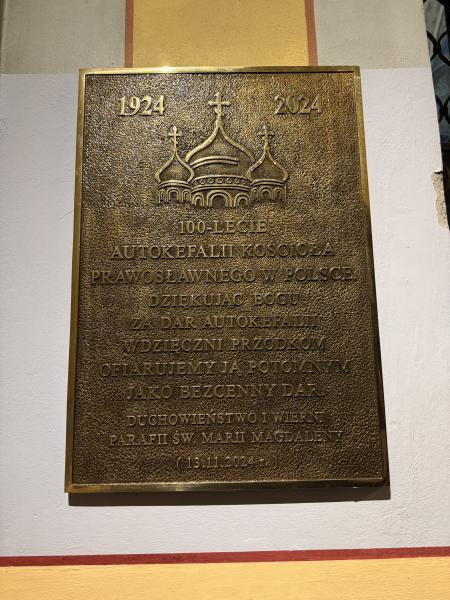 1924 2024
100-LECIE
AUTOKEFALII KOŚCIOŁA
PRAWOSŁAWNEGO W POLSCE.
DZIĘKUJĄC BOGU
ZA DAR AUTOKEFALII
WDZIĘCZNI PRZODKOM
OFIARUJEMY JĄ POTOMNYM
JAKO BEZCENNY DAR.
DUCHOWIEŃSTWO I WIERNI
PARAFII ŚW. MARII MAGDALENY
( 13.11.2024 r. )